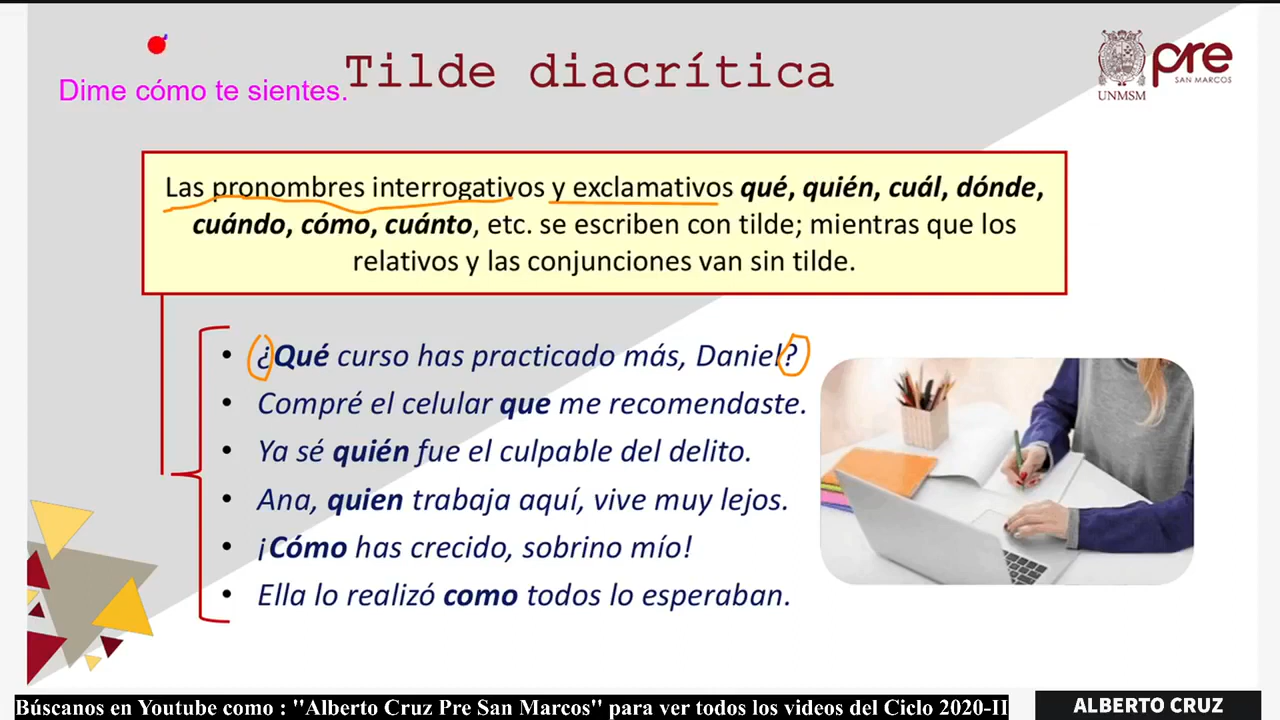 Tilde diacrítica
Dime cómo te sientes.
pre
SAN MARCOS
UNMSM
Las pronombres interrogativos y exclamativos qué, quién, cuál, dónde,
cuándo, cómo, cuánto, etc. se escriben con tilde; mientras que los
relativos y las conjunciones van sin tilde.
• ¿Qué curso has practicado más, Daniel?
• Compré el celular que me recomendaste.
• Ya sé quién fue el culpable del delito.
• Ana, quien trabaja aquí, vive muy lejos.
• ¡Cómo has crecido, sobrino mío!
• Ella lo realizó como todos lo esperaban.
Búscanos en Youtube como : "Alberto Cruz Pre San Marcos" para ver todos los videos del Ciclo 2020-II
ALBERTO CRUZ